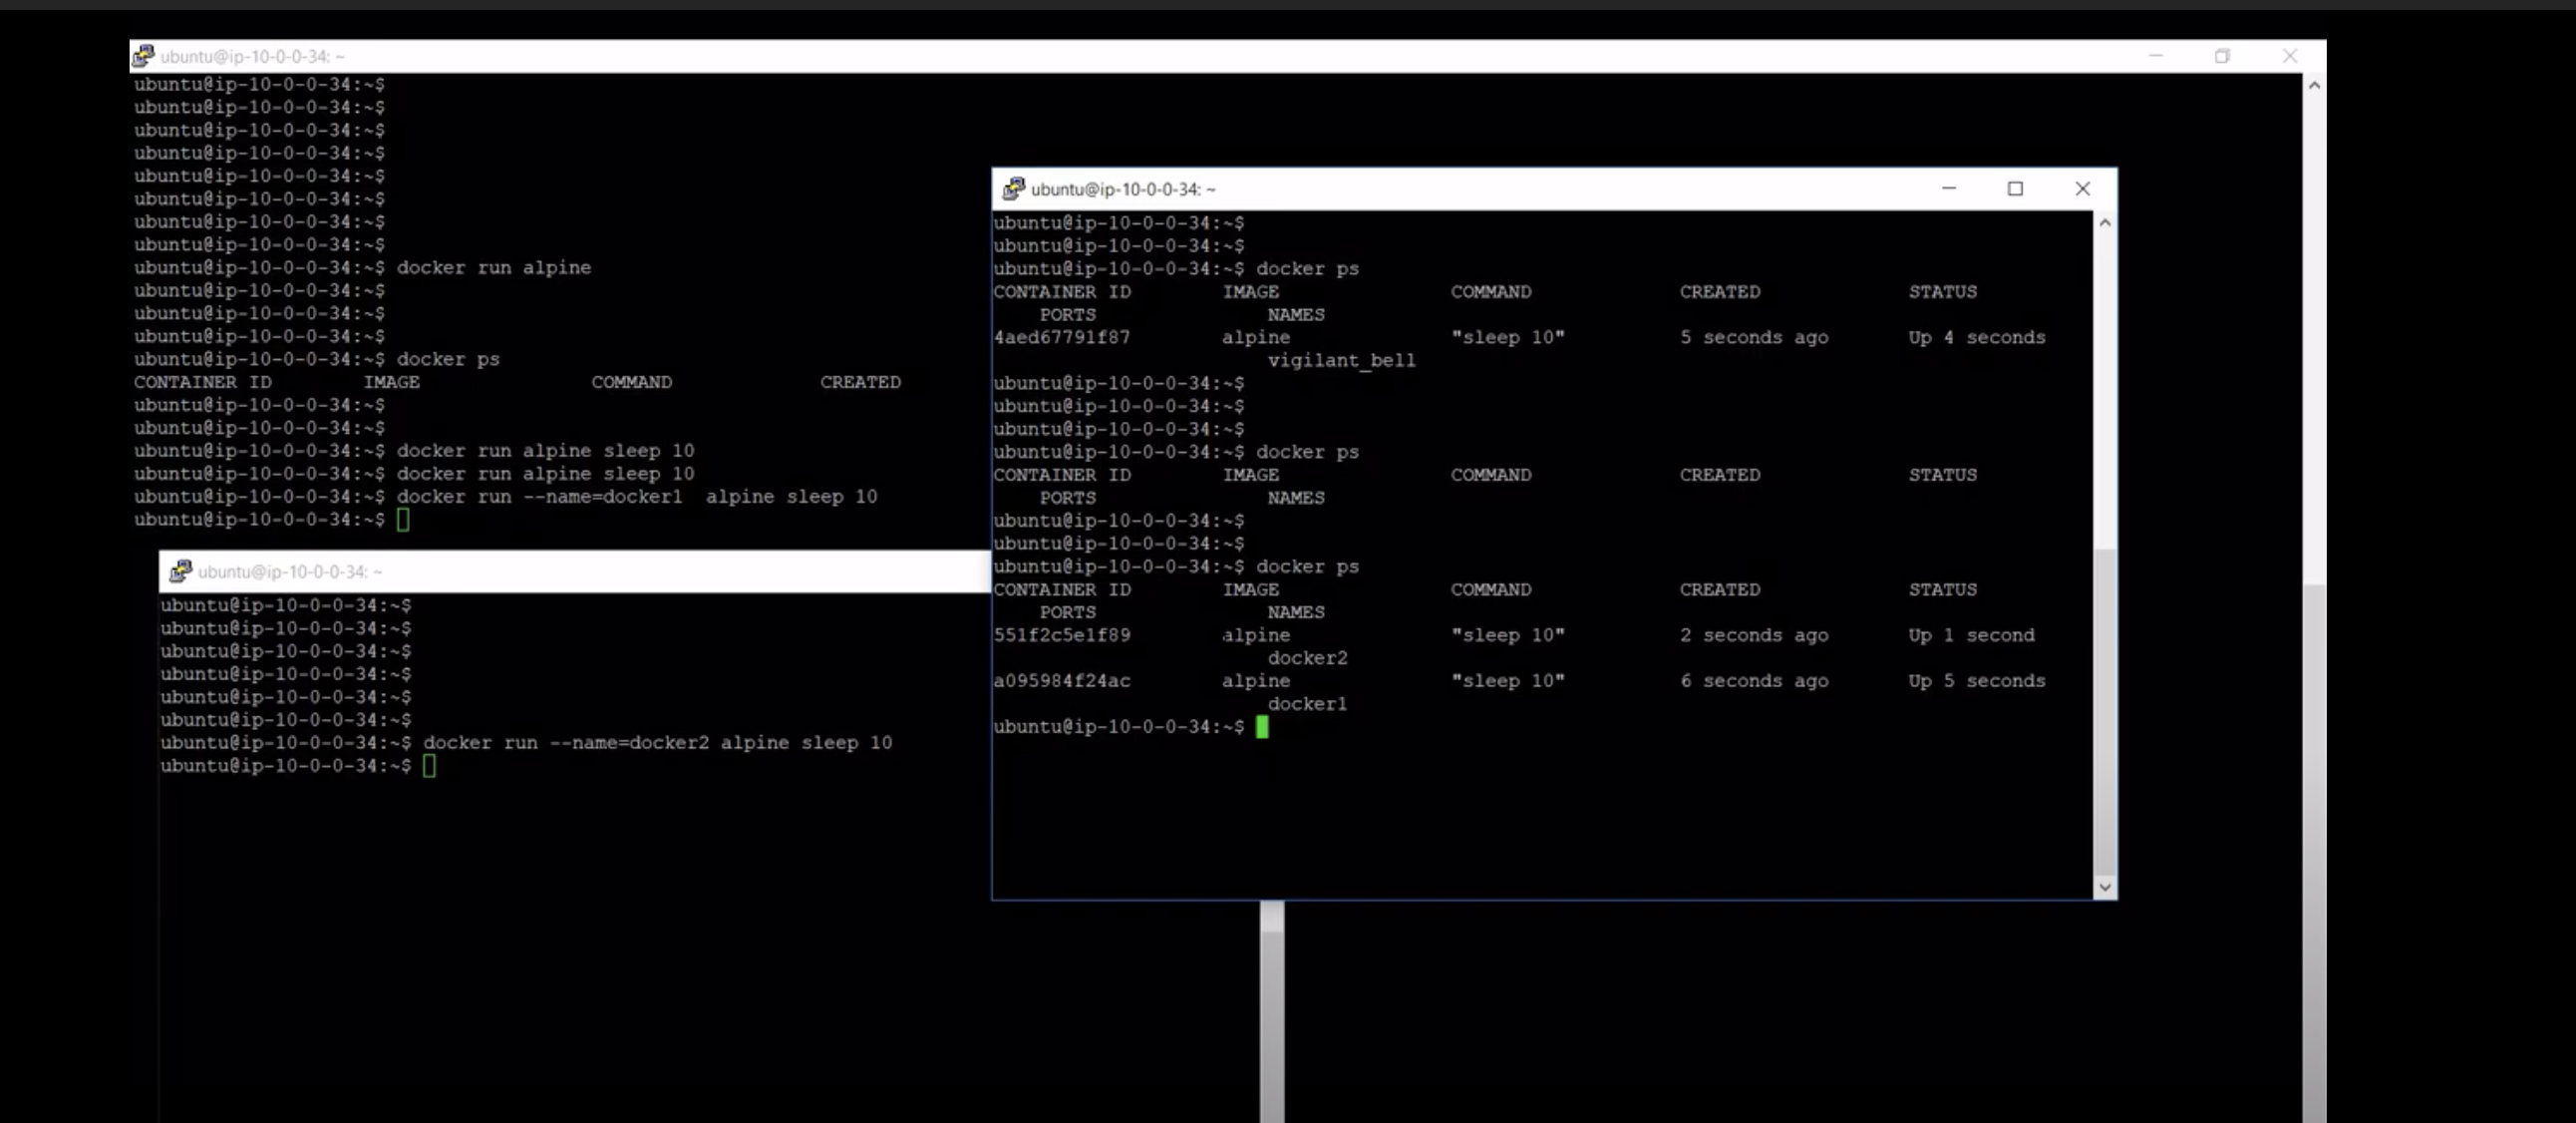 ubuntu@ip-10-0-0-34: ~
ubuntu@ip-10-0-0-34:~$
ubuntu@ip-10-0-0-34:~$
ubuntu@ip-10-0-0-34:~$
ubuntu@ip-10-0-0-34:~$
ubuntu@ip-10-0-0-34:~$
ubuntu@ip-10-0-0-34:~$
ubuntu@ip-10-0-0-34:~$
ubuntu@ip-10-0-0-34:~$
ubuntu@ip-10-0-0-34:~$ docker run alpine
ubuntu@ip-10-0-0-34:~$
ubuntu@ip-10-0-0-34:~$
ubuntu@ip-10-0-0-34:~$
ubuntu@ip-10-0-0-34:~$ docker ps
CONTAINER ID        IMAGE               COMMAND             CREATED
ubuntu@ip-10-0-0-34:~$
ubuntu@ip-10-0-0-34:~$
ubuntu@ip-10-0-0-34:~$ docker run alpine sleep 10
ubuntu@ip-10-0-0-34:~$ docker run alpine sleep 10
ubuntu@ip-10-0-0-34:~$ docker run --name=docker1  alpine sleep 10
ubuntu@ip-10-0-0-34:~$
ubuntu@ip-10-0-0-34: ~
ubuntu@ip-10-0-0-34:~$
ubuntu@ip-10-0-0-34:~$
ubuntu@ip-10-0-0-34:~$
ubuntu@ip-10-0-0-34:~$
ubuntu@ip-10-0-0-34:~$
ubuntu@ip-10-0-0-34:~$
ubuntu@ip-10-0-0-34:~$ docker run --name=docker2 alpine sleep 10
ubuntu@ip-10-0-0-34:~$
ubuntu@ip-10-0-0-34: ~
ubuntu@ip-10-0-0-34:~$
ubuntu@ip-10-0-0-34:~$
ubuntu@ip-10-0-0-34:~$ docker ps
CONTAINER ID        IMAGE               COMMAND             CREATED             STATUS
    PORTS               NAMES
4aed67791f87        alpine              "sleep 10"          5 seconds ago       Up 4 seconds
                        vigilant_bell
ubuntu@ip-10-0-0-34:~$
ubuntu@ip-10-0-0-34:~$
ubuntu@ip-10-0-0-34:~$
ubuntu@ip-10-0-0-34:~$ docker ps
CONTAINER ID        IMAGE               COMMAND             CREATED             STATUS
    PORTS               NAMES
ubuntu@ip-10-0-0-34:~$
ubuntu@ip-10-0-0-34:~$
ubuntu@ip-10-0-0-34:~$ docker ps
CONTAINER ID        IMAGE               COMMAND             CREATED             STATUS
    PORTS               NAMES
551f2c5e1f89        alpine              "sleep 10"          2 seconds ago       Up 1 second
                        docker2
a095984f24ac        alpine              "sleep 10"          6 seconds ago       Up 5 seconds
                        docker1
ubuntu@ip-10-0-0-34:~$